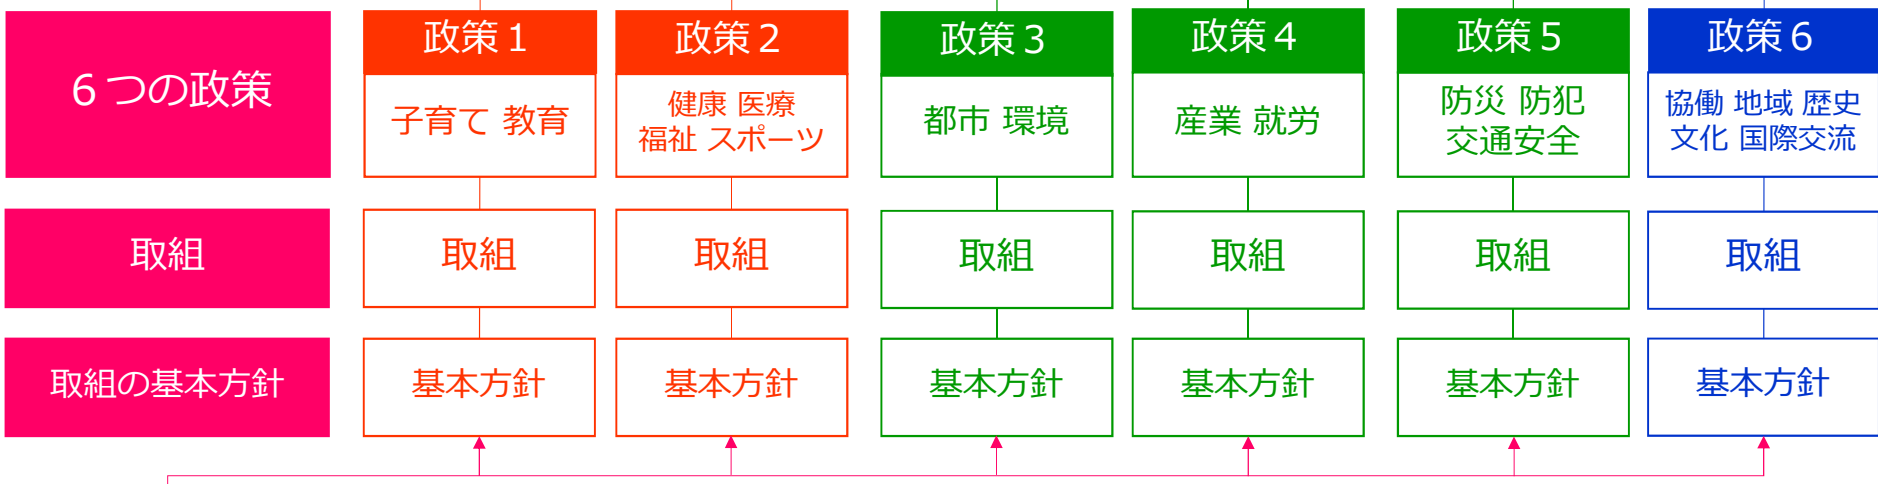 6つの政策
政策1
政策2
政策3
政策4
政策5
政策6
子育て 教育
健康 医療
福祉 スポーツ
都市 環境
産業 就労
防災 防犯
交通安全
協働 地域 歴史
文化 国際交流
取組
取組
取組
取組
取組
取組
取組
取組の基本方針
基本方針
基本方針
基本方針
基本方針
基本方針
基本方針